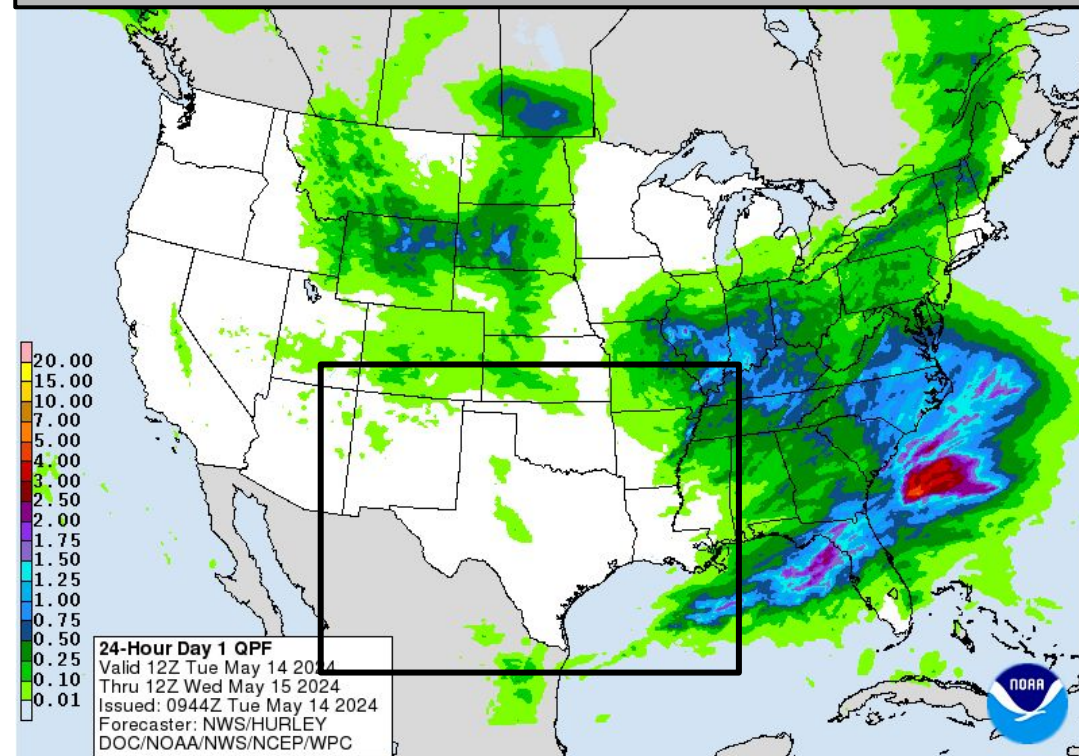 20.00
15.00
10.00
7.00
5.00
4.00
3.00
2.50
2.00
1.75
1.50
1.25
1.00
0.75
0.50
0.25
0.10
0.01
24-Hour Day 1 QPF
Valid 12Z Tue May 14 2024
Thru 12Z Wed May 15 2024
Issued: 0944Z Tue May 14 2024
Forecaster: NWS/HURLEY
DOC/NOAA/NWS/NCEP/WPC
NOAA